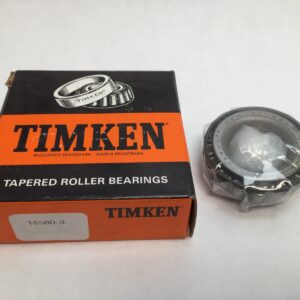 TIMKEN
TIMKEN
REGISTERED TRADEMARK · MARCA REGISTRADA
TAPERED ROLLER BEARINGS
15580-3
TIMKEN